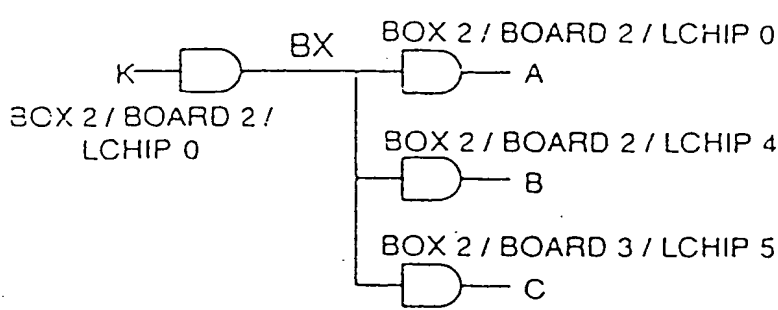 BOX 2 / BOARD 2 / LCHIP 0
BX
K
A
BOX 2 / BOARD 2 /
LCHIP 0
BOX 2 / BOARD 2 / LCHIP 4
B
BOX 2 / BOARD 3 / LCHIP 5
C